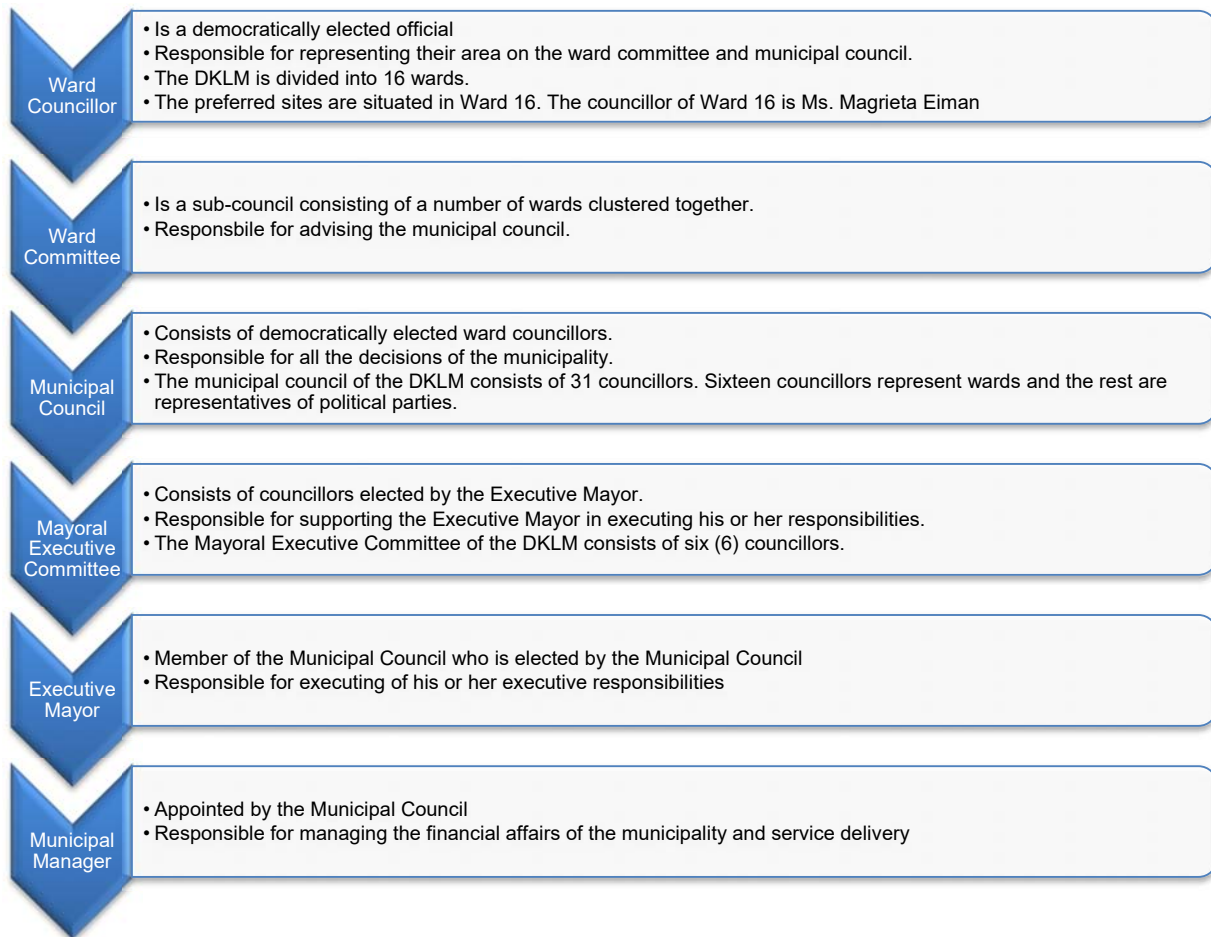 Ward
Councillor
• Is a democratically elected official
• Responsible for representing their area on the ward committee and municipal council.
• The DKLM is divided into 16 wards.
• The preferred sites are situated in Ward 16. The councillor of Ward 16 is Ms. Magrieta Eiman
Ward
Committee
• Is a sub-council consisting of a number of wards clustered together.
• Responsbile for advising the municipal council.
Municipal
Council
• Consists of democratically elected ward councillors.
• Responsible for all the decisions of the municipality.
• The municipal council of the DKLM consists of 31 councillors. Sixteen councillors represent wards and the rest are
representatives of political parties.
Mayoral
Executive
Committee
• Consists of councillors elected by the Executive Mayor.
• Responsible for supporting the Executive Mayor in executing his or her responsibilities.
• The Mayoral Executive Committee of the DKLM consists of six (6) councillors.
Executive
Mayor
• Member of the Municipal Council who is elected by the Municipal Council
• Responsible for executing of his or her executive responsibilities
Municipal
Manager
• Appointed by the Municipal Council
• Responsible for managing the financial affairs of the municipality and service delivery